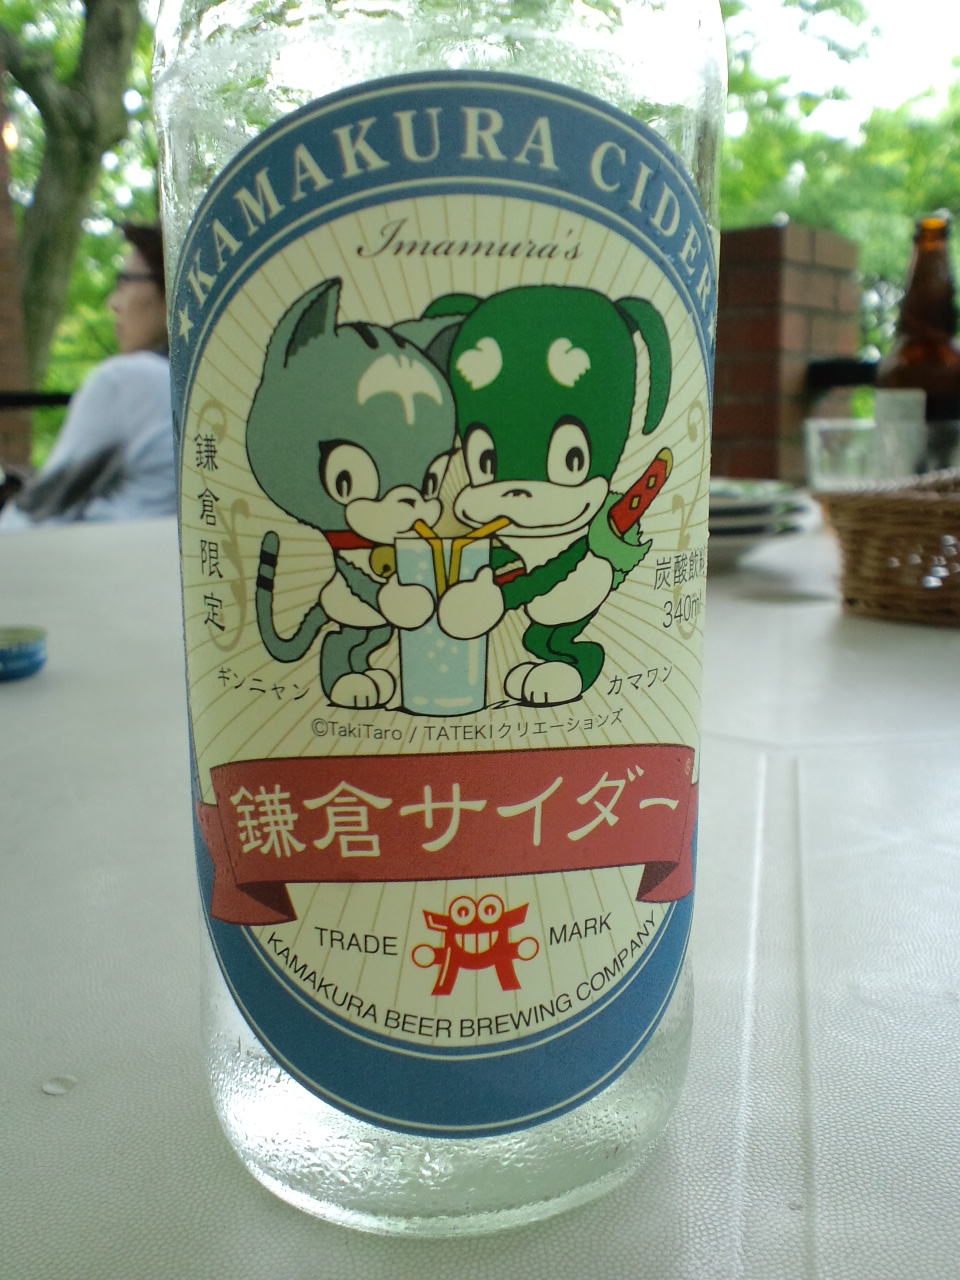 ★KAMAKURA CIDER
Imamura's
鎌倉限定
炭酸飲料
340ml
ギンニャン
カマワン
©TakiTaro / TATEKIクリエーションズ
鎌倉サイダー®
TRADE MARK
KAMAKURA BEER BREWING COMPANY